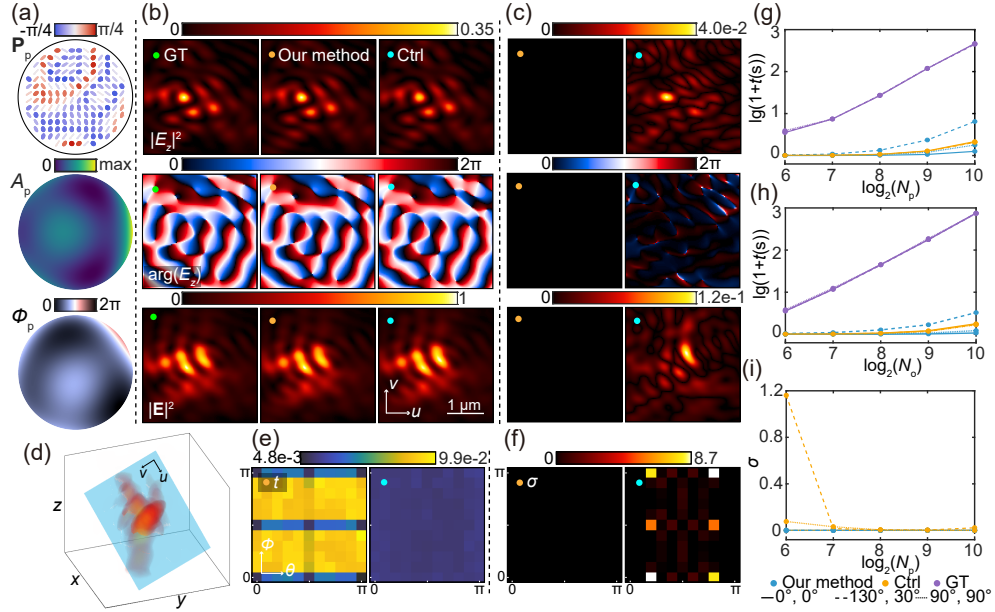 (a)
-π/4 π/4
P_p
0 max
A_p
0 2π
Φ_p
(b)
0 0.35
GT Our method Ctrl
|E_z|²
0 2π
arg(E_z)
0 1
|E|²
v
u
1 μm
(c)
0 4.0e-2
0 2π
0 1.2e-1
(d)
v u
z
x
y
(e)
4.8e-3 9.9e-2
π
t
Φ
θ
0
0 π π
(f)
0 8.7
π
σ
0
0 π π
(g)
lg(1+t(s))
3
2
1
0
6 7 8 9 10
log₂(N_p)
(h)
lg(1+t(s))
3
2
1
0
6 7 8 9 10
log₂(N_o)
(i)
σ
1.2
0.8
0.4
0.0
6 7 8 9 10
log₂(N_p)
Our method Ctrl GT
—0°, 0° --130°, 30° ····90°, 90°